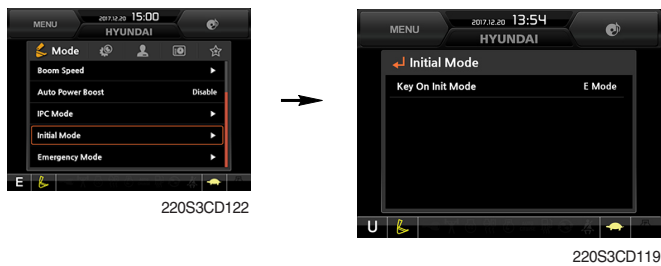 MENU
2017.12.20 15:00
HYUNDAI
Mode
Boom Speed
Auto Power Boost Disable
IPC Mode
Initial Mode
Emergency Mode
E
220S3CD122
MENU
2017.12.20 13:54
HYUNDAI
Initial Mode
Key On Init Mode E Mode
U
220S3CD119